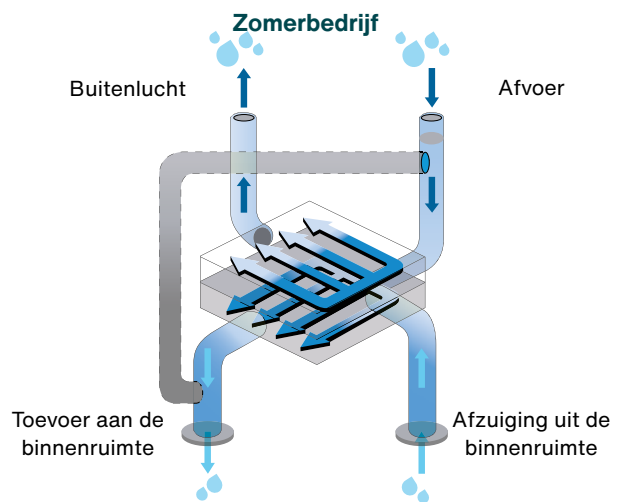 Zomerbedrijf
Buitenlucht
Afvoer
Toevoer aan de
binnenruimte
Afzuiging uit de
binnenruimte